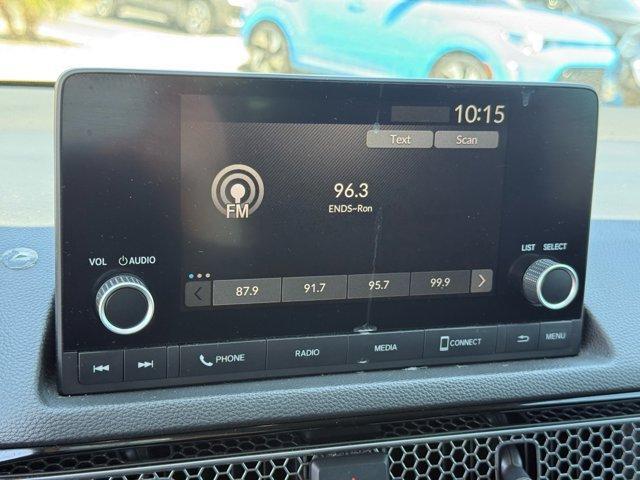 10:15
Text Scan
96.3
FM
ENDS~Ron
VOL AUDIO
LIST SELECT
87.9 91.7 95.7 99.9
PHONE RADIO MEDIA CONNECT MENU